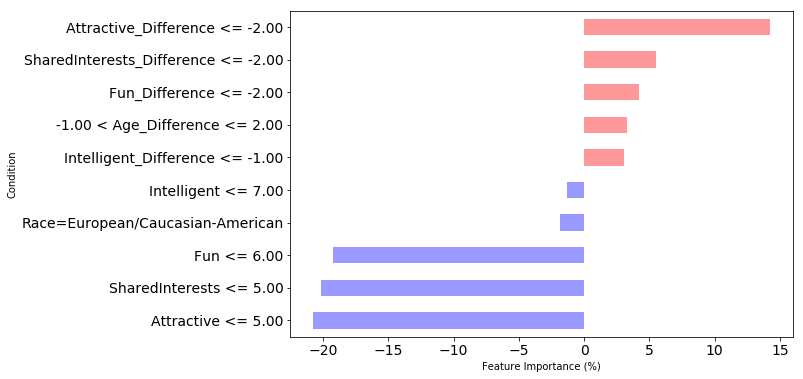 Attractive_Difference <= -2.00
SharedInterests_Difference <= -2.00
Fun_Difference <= -2.00
-1.00 < Age_Difference <= 2.00
Intelligent_Difference <= -1.00
Intelligent <= 7.00
Race=European/Caucasian-American
Fun <= 6.00
SharedInterests <= 5.00
Attractive <= 5.00
Condition
−20 −15 −10 −5 0 5 10 15
Feature Importance (%)